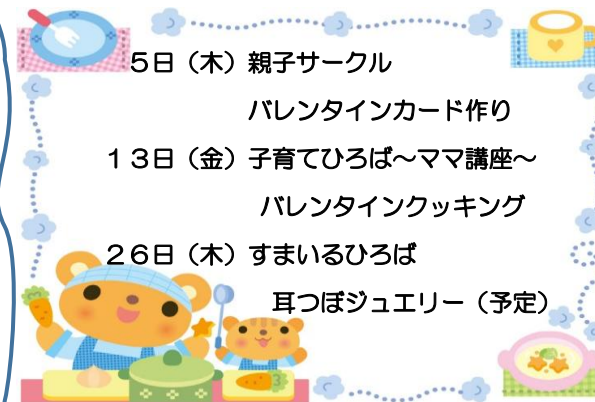 ５日（木）親子サークル
バレンタインカード作り
１３日（金）子育てひろば～ママ講座～
バレンタインクッキング
２６日（木）すまいるひろば
耳つぼジュエリー（予定）